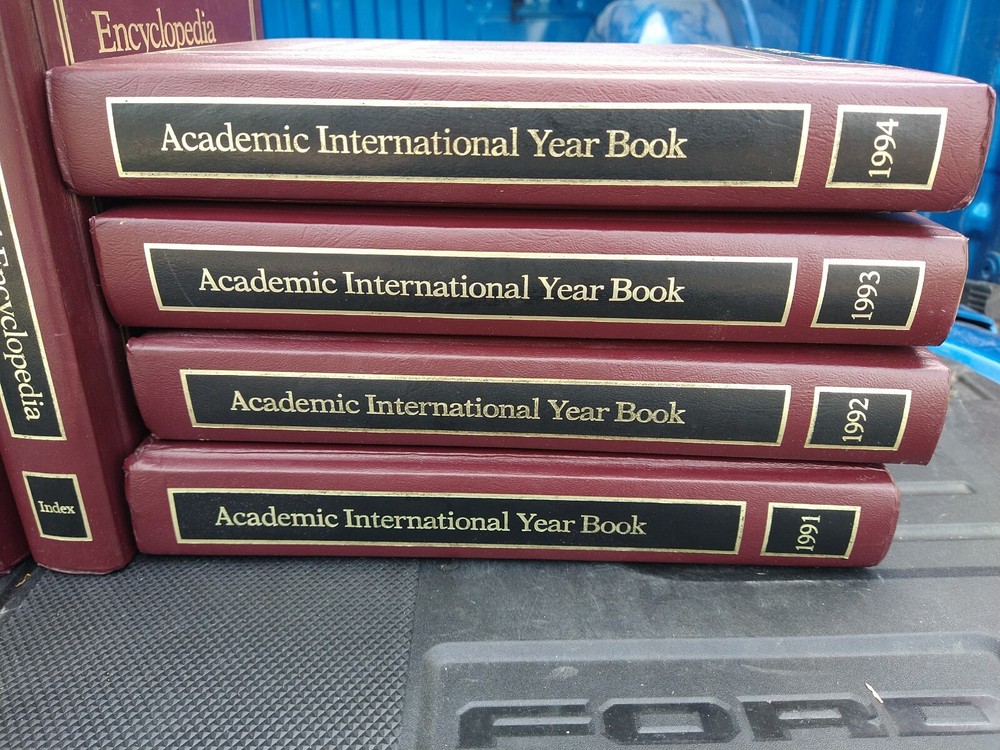 Encyclopedia
Academic International Year Book
1994
Academic International Year Book
1993
Academic International Year Book
1992
Academic International Year Book
1991
Encyclopedia
Index
FORD